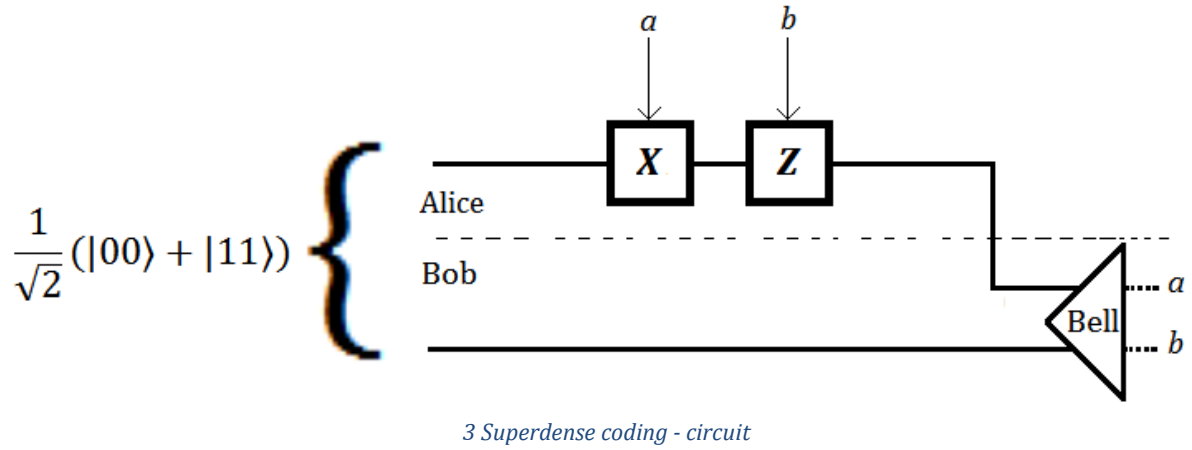 a b
X Z
Alice
1/√2 (|00⟩ + |11⟩)
Bob
a
Bell
b
3 Superdense coding - circuit